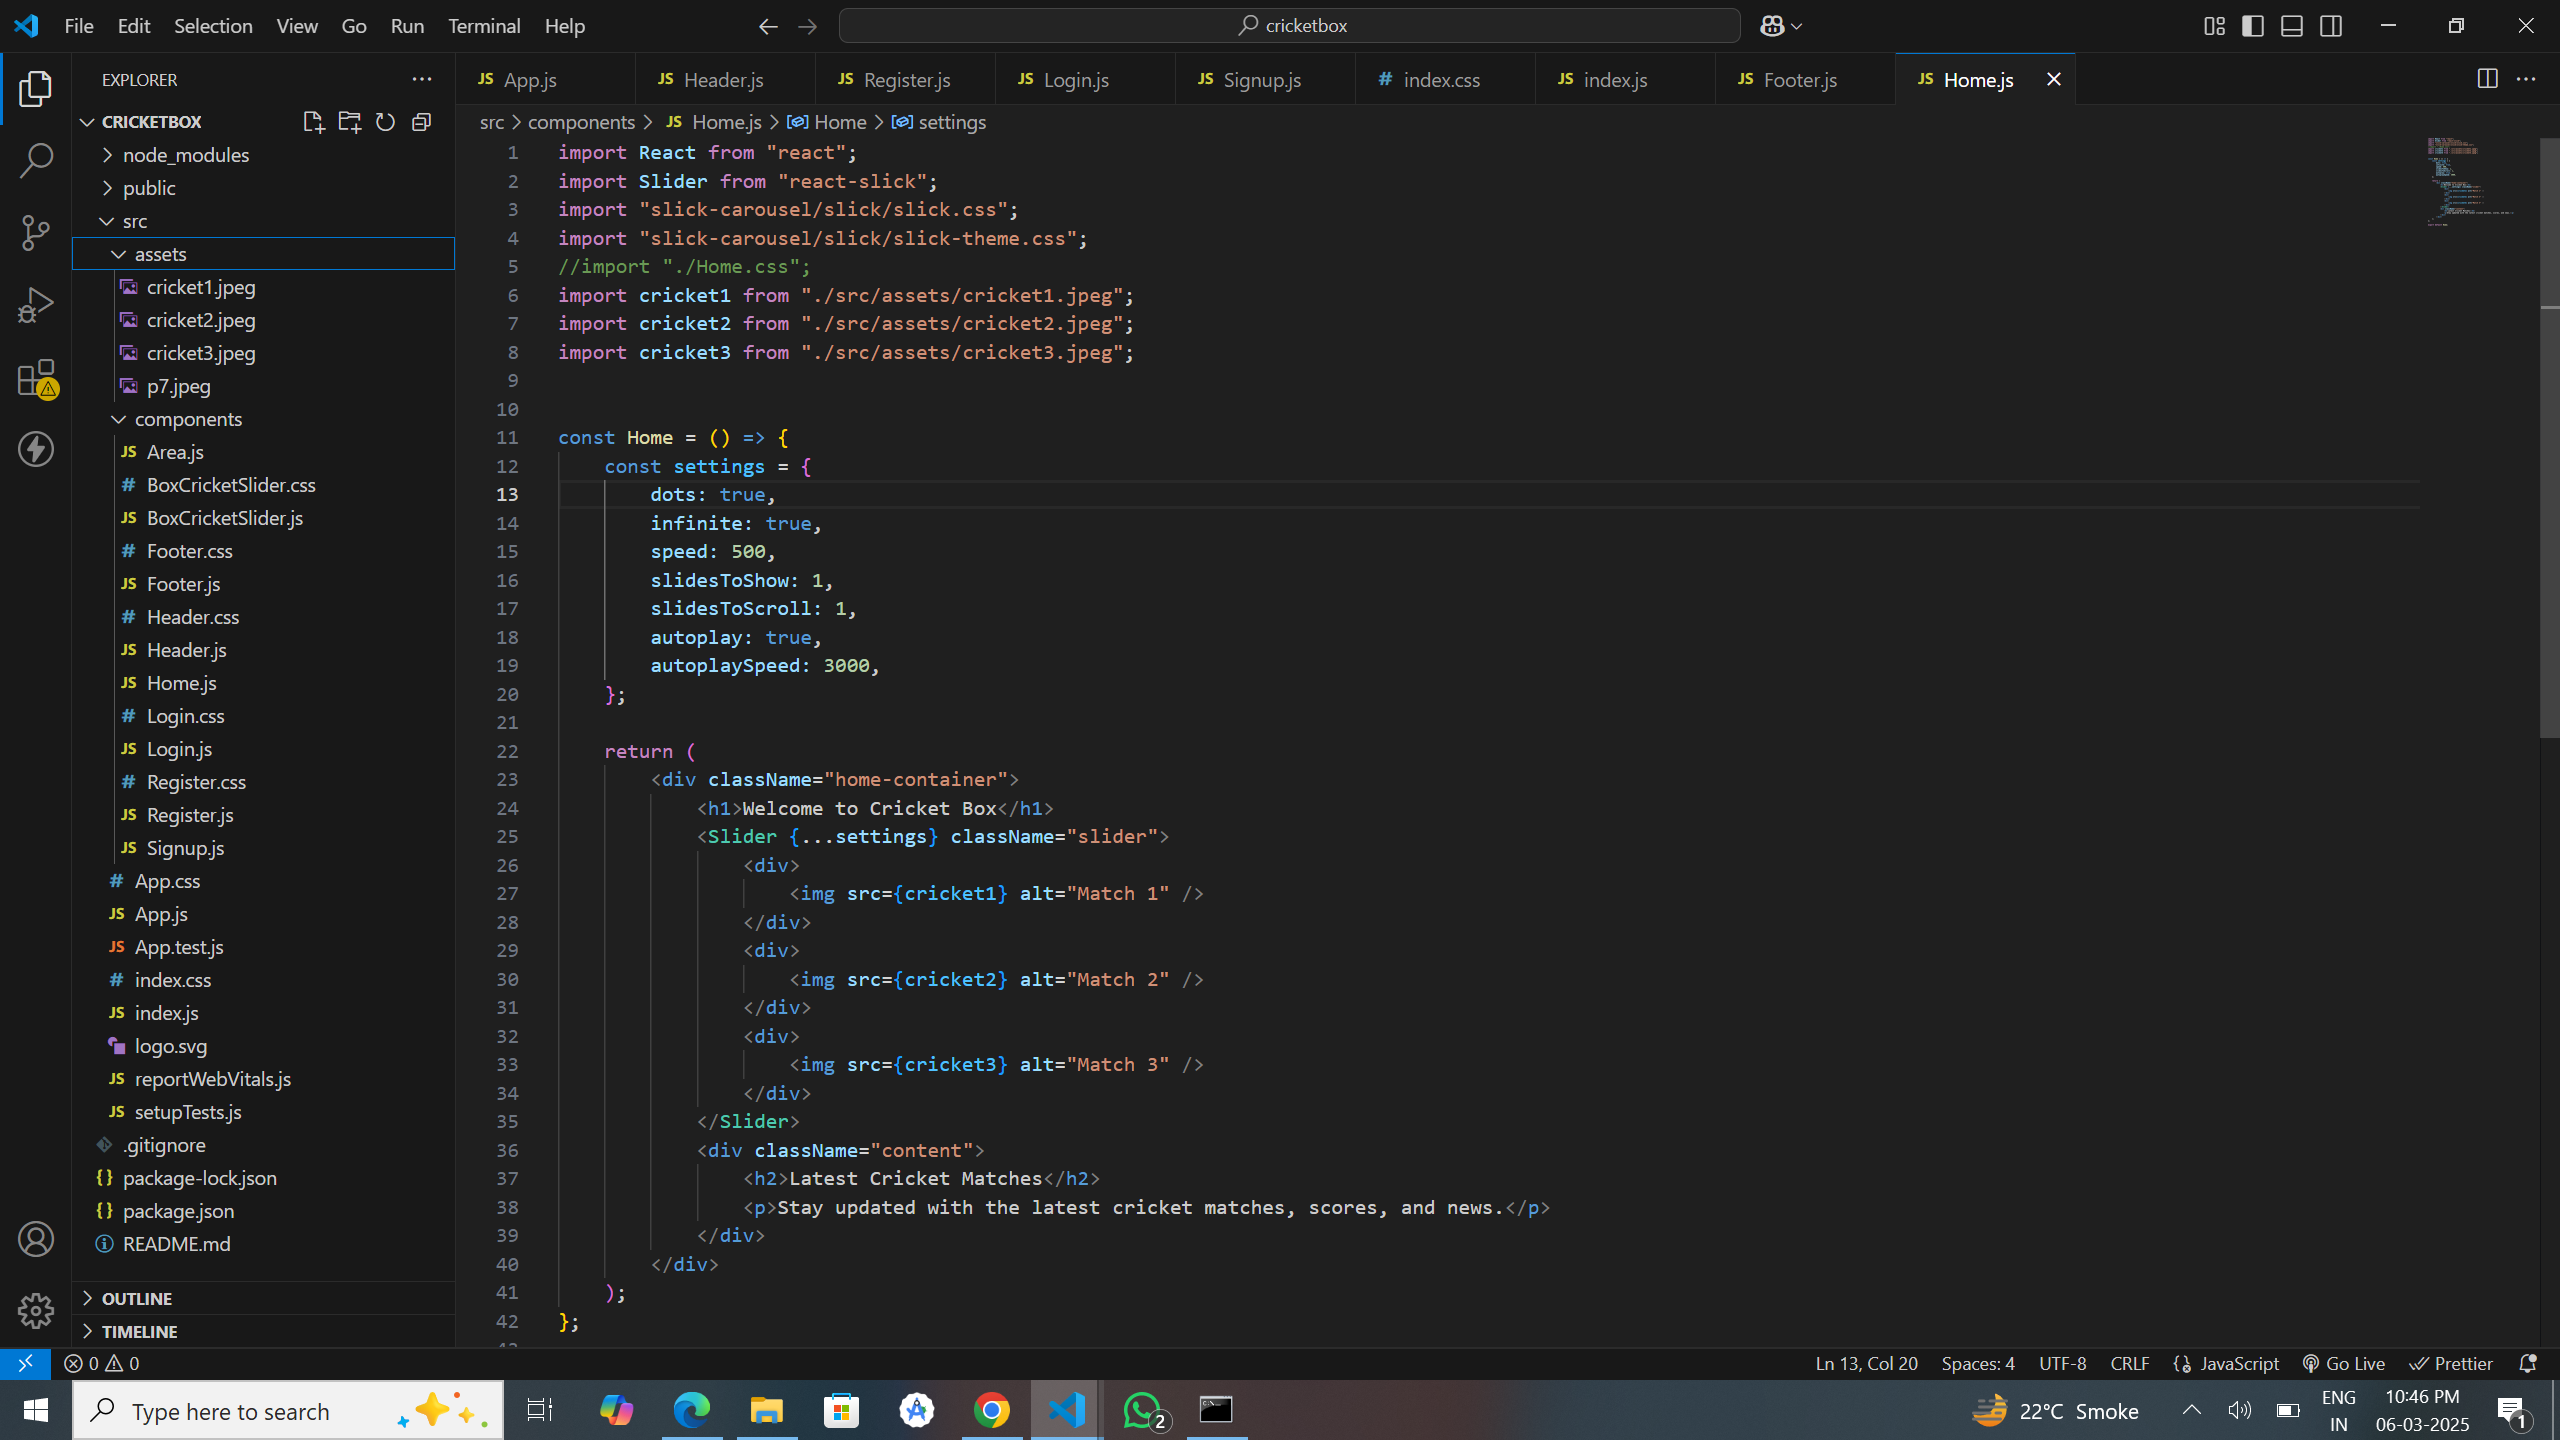 File Edit Selection View Go Run Terminal Help
cricketbox
EXPLORER
CRICKETBOX
node_modules
public
src
assets
cricket1.jpeg
cricket2.jpeg
cricket3.jpeg
p7.jpeg
components
Area.js
BoxCricketSlider.css
BoxCricketSlider.js
Footer.css
Footer.js
Header.css
Header.js
Home.js
Login.css
Login.js
Register.css
Register.js
Signup.js
App.css
App.js
App.test.js
index.css
index.js
logo.svg
reportWebVitals.js
setupTests.js
.gitignore
package-lock.json
package.json
README.md
OUTLINE
TIMELINE
JS App.js JS Header.js JS Register.js JS Login.js JS Signup.js # index.css JS index.js JS Footer.js JS Home.js
src > components > JS Home.js > Home > settings
1 import React from "react";
2 import Slider from "react-slick";
3 import "slick-carousel/slick/slick.css";
4 import "slick-carousel/slick/slick-theme.css";
5 //import "./Home.css";
6 import cricket1 from "./src/assets/cricket1.jpeg";
7 import cricket2 from "./src/assets/cricket2.jpeg";
8 import cricket3 from "./src/assets/cricket3.jpeg";
9
10
11 const Home = () => {
12 const settings = {
13 dots: true,
14 infinite: true,
15 speed: 500,
16 slidesToShow: 1,
17 slidesToScroll: 1,
18 autoplay: true,
19 autoplaySpeed: 3000,
20 };
21
22 return (
23 <div className="home-container">
24 <h1>Welcome to Cricket Box</h1>
25 <Slider {...settings} className="slider">
26 <div>
27 <img src={cricket1} alt="Match 1" />
28 </div>
29 <div>
30 <img src={cricket2} alt="Match 2" />
31 </div>
32 <div>
33 <img src={cricket3} alt="Match 3" />
34 </div>
35 </Slider>
36 <div className="content">
37 <h2>Latest Cricket Matches</h2>
38 <p>Stay updated with the latest cricket matches, scores, and news.</p>
39 </div>
40 </div>
41 );
42 };
0 0
Ln 13, Col 20 Spaces: 4 UTF-8 CRLF JavaScript Go Live Prettier
Type here to search
2
22°C Smoke
ENG
IN
10:46 PM
06-03-2025
1